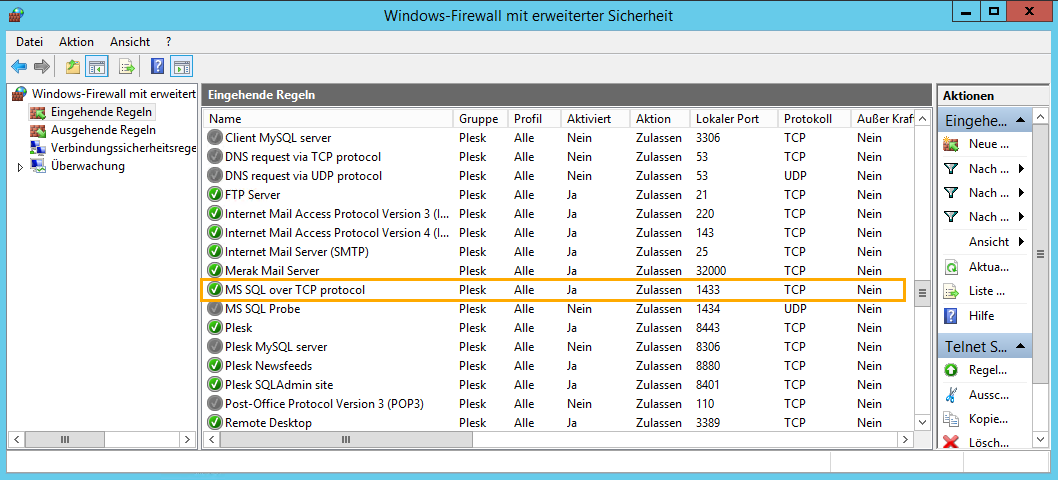 Windows-Firewall mit erweiterter Sicherheit
Datei Aktion Ansicht ?
Windows-Firewall mit erweitert
Eingehende Regeln
Ausgehende Regeln
Verbindungssicherheitsrege
Überwachung
Eingehende Regeln
Name Gruppe Profil Aktiviert Aktion Lokaler Port Protokoll Außer Kraft
Client MySQL server Plesk Alle Nein Zulassen 3306 TCP Nein
DNS request via TCP protocol Plesk Alle Nein Zulassen 53 TCP Nein
DNS request via UDP protocol Plesk Alle Nein Zulassen 53 UDP Nein
FTP Server Plesk Alle Ja Zulassen 21 TCP Nein
Internet Mail Access Protocol Version 3 (I... Plesk Alle Ja Zulassen 220 TCP Nein
Internet Mail Access Protocol Version 4 (I... Plesk Alle Ja Zulassen 143 TCP Nein
Internet Mail Server (SMTP) Plesk Alle Ja Zulassen 25 TCP Nein
Merak Mail Server Plesk Alle Ja Zulassen 32000 TCP Nein
MS SQL over TCP protocol Plesk Alle Ja Zulassen 1433 TCP Nein
MS SQL Probe Plesk Alle Nein Zulassen 1434 UDP Nein
Plesk Plesk Alle Ja Zulassen 8443 TCP Nein
Plesk MySQL server Plesk Alle Nein Zulassen 8306 TCP Nein
Plesk Newsfeeds Plesk Alle Ja Zulassen 8880 TCP Nein
Plesk SQLAdmin site Plesk Alle Ja Zulassen 8401 TCP Nein
Post-Office Protocol Version 3 (POP3) Plesk Alle Nein Zulassen 110 TCP Nein
Remote Desktop Plesk Alle Ja Zulassen 3389 TCP Nein
Aktionen
Eingehe...
Neue ...
Nach ...
Nach ...
Nach ...
Ansicht
Aktua...
Liste ...
Hilfe
Telnet S...
Regel...
Aussc...
Kopie...
Lösch...